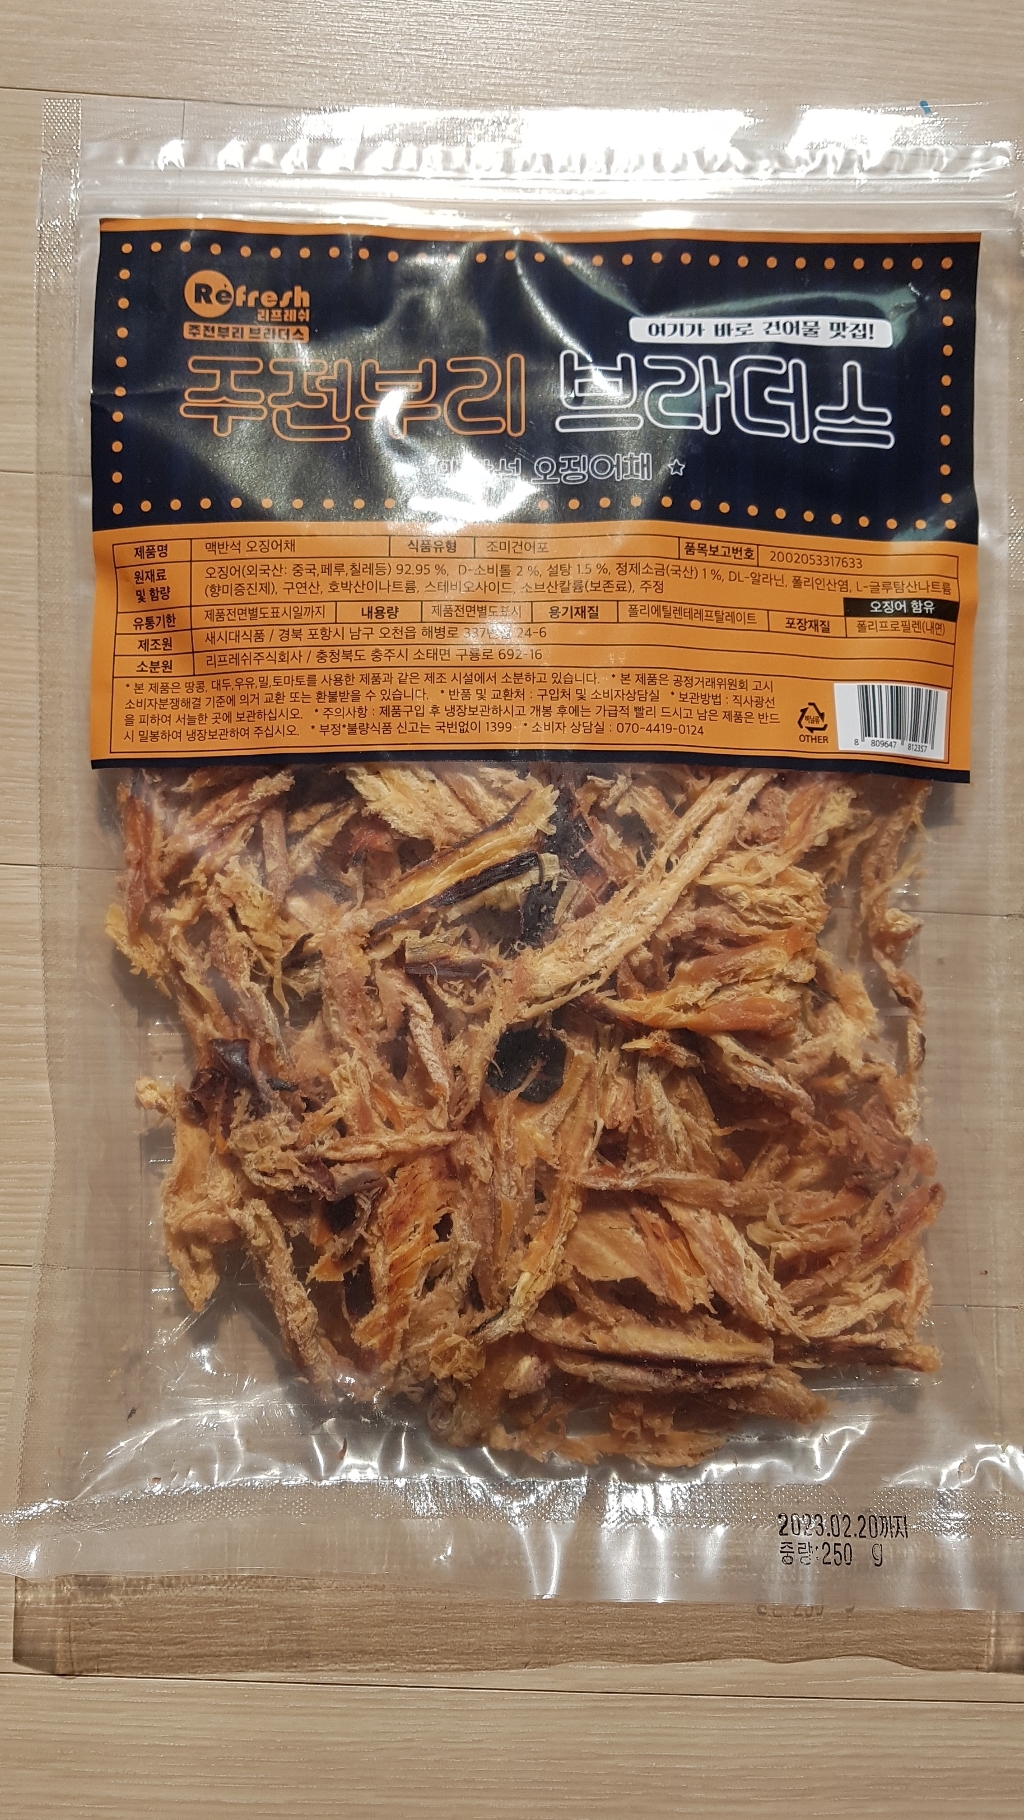 Refresh
리프레쉬
주전부리 브라더스
여기가 바로 건어물 맛집!
주전부리 브라더스
오징어채 ☆
제품명 맥반석 오징어채 식품유형 조미건어포 품목보고번호 2002053317633
원재료 및 함량 오징어(외국산: 중국,페루,칠레등) 92.95 %, D-소비톨 2 %, 설탕 1.5 %, 정제소금(국산) 1 %, DL-알라닌, 폴리인산염, L-글루탐산나트륨
(향미증진제), 구연산, 호박산이나트륨, 스테비오사이드, 소브산칼륨(보존료), 주정
오징어 함유
유통기한 제품전면별도표시일까지 내용량 제품전면별도표시 용기재질 폴리에틸렌테레프탈레이트 포장재질 폴리프로필렌(내면)
제조원 새시대식품 / 경북 포항시 남구 오천읍 해병로 24-6
소분원 리프레쉬주식회사 / 충청북도 충주시 소태면 구룡로 692-16
* 본 제품은 땅콩, 대두,우유,밀,토마토를 사용한 제품과 같은 제조 시설에서 소분하고 있습니다. * 본 제품은 공정거래위원회 고시
소비자분쟁해결 기준에 의거 교환 또는 환불받을 수 있습니다. * 반품 및 교환처 : 구입처 및 소비자상담실 * 보관방법 : 직사광선
을 피하여 서늘한 곳에 보관하십시오. * 주의사항 : 제품구입 후 냉장보관하시고 개봉 후에는 가급적 빨리 드시고 남은 제품은 반드
시 밀봉하여 냉장보관하여 주십시오. * 부정*불량식품 신고는 국번없이 1399 * 소비자 상담실 : 070-4419-0124
비닐류
OTHER
8 809647 812357
2023.02.20까지
중량:250 g